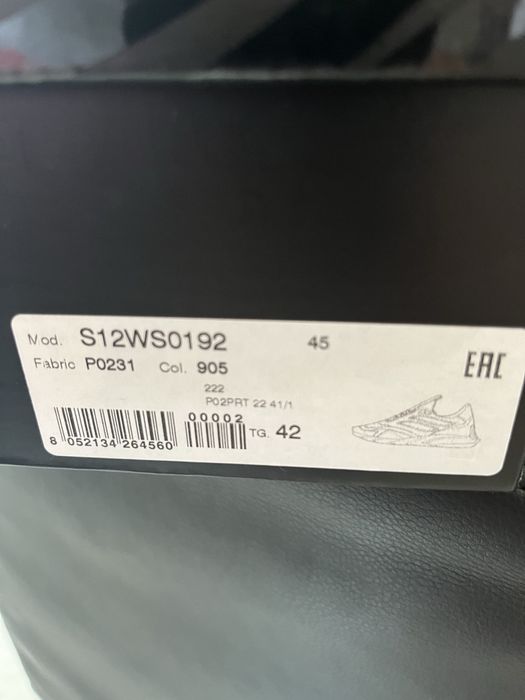 Mod. S12WS0192 45
Fabric P0231 Col. 905
EAC
222
P02PRT 22 41/1
00002
8 052134 264560
TG. 42